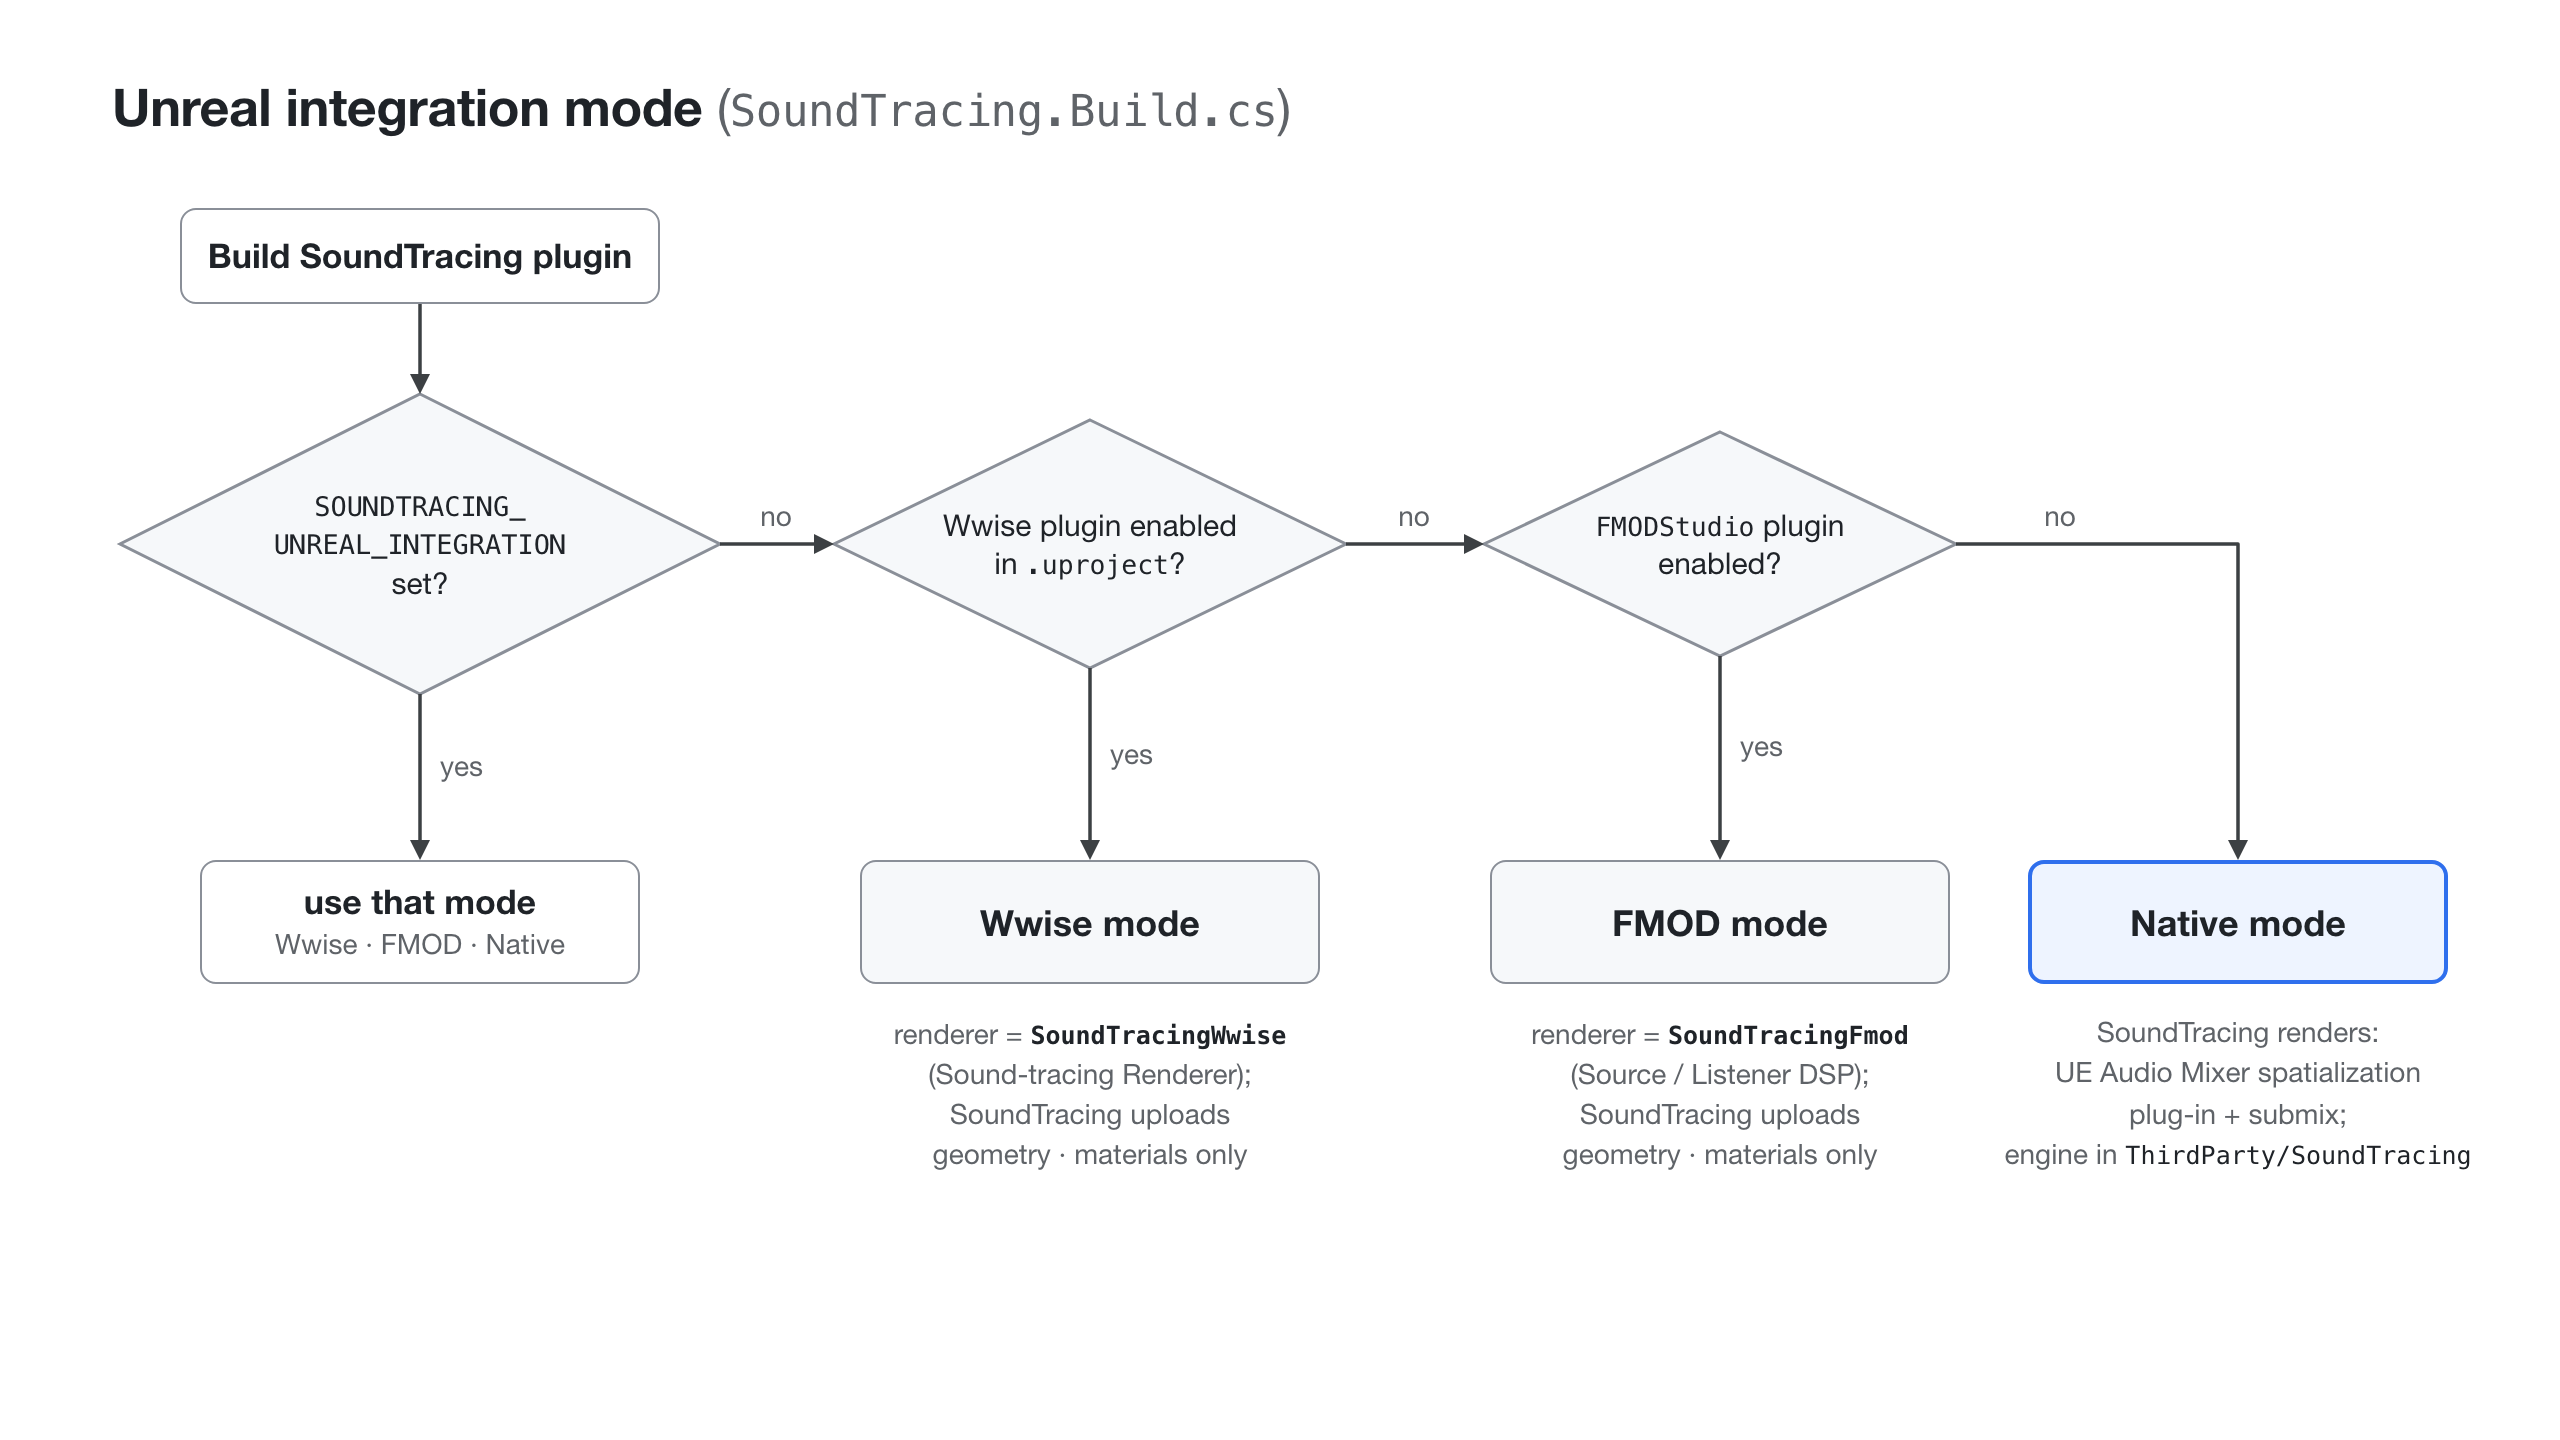 Unreal integration mode (SoundTracing.Build.cs)
Build SoundTracing plugin
SOUNDTRACING_
UNREAL_INTEGRATION
set?
no
Wwise plugin enabled
in .uproject?
no
FMODStudio plugin
enabled?
no
yes
yes
yes
use that mode
Wwise · FMOD · Native
Wwise mode
FMOD mode
Native mode
renderer = SoundTracingWwise
(Sound-tracing Renderer);
SoundTracing uploads
geometry · materials only
renderer = SoundTracingFmod
(Source / Listener DSP);
SoundTracing uploads
geometry · materials only
SoundTracing renders:
UE Audio Mixer spatialization
plug-in + submix;
engine in ThirdParty/SoundTracing